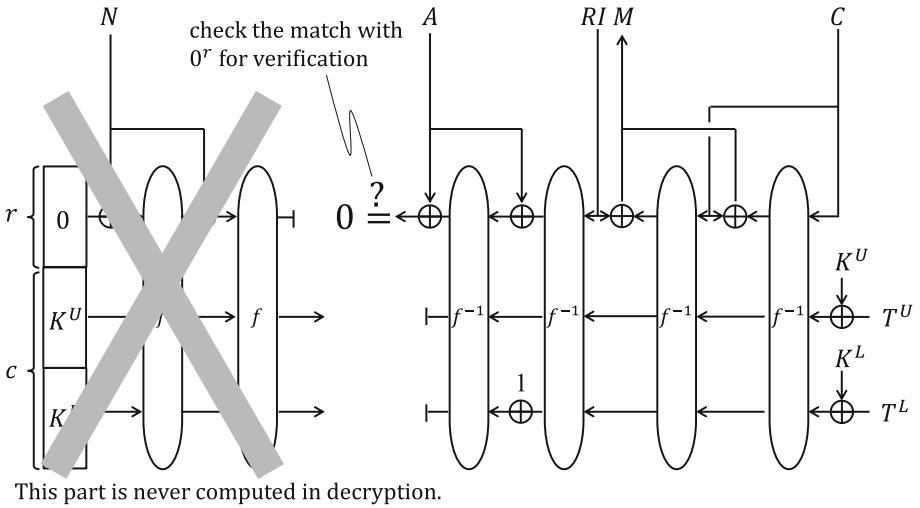 N A RI M C
check the match with
0^r for verification
r 0 0 =?
K^U
c K^U f f f^{-1} f^{-1} f^{-1} f^{-1} T^U
K^L
1
K T^L
This part is never computed in decryption.